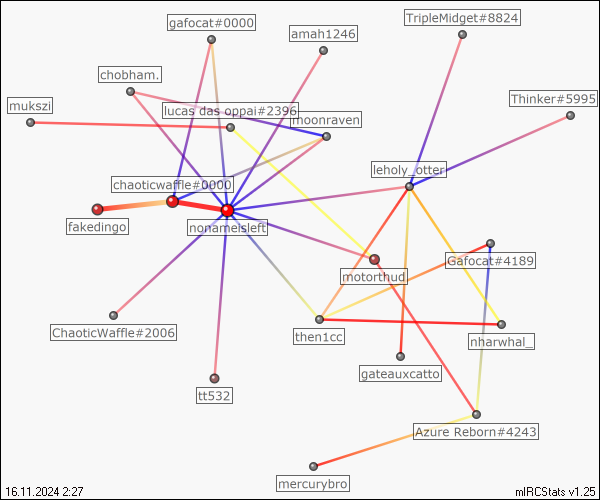 gafocat#0000
TripleMidget#8824
amah1246
chobham.
mukszi
lucas das oppai#2396
Thinker#5995
moonraven
leholy_otter
chaoticwaffle#0000
fakedingo
nonameisleft
Gafocat#4189
motorthud_
ChaoticWaffle#2006
then1cc
nharwhal_
gateauxcatto
tt532
Azure Reborn#4243
mercurybro
16.11.2024 2:27
mIRCStats v1.25